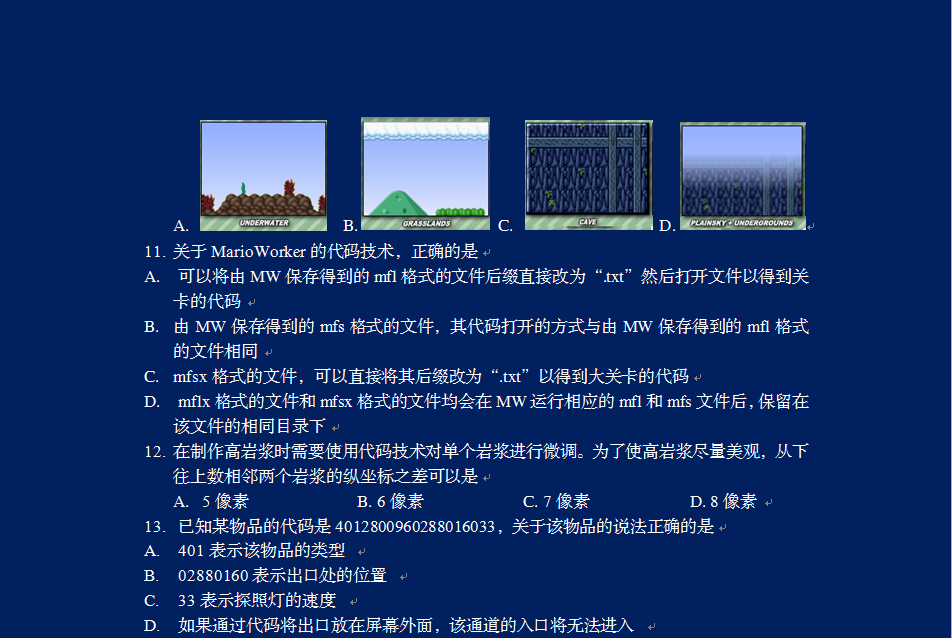 UNDERWATER GRASSLANDS CAVE PLAINSKY + UNDERGROUNDS
A. B. C. D.
11. 关于 MarioWorker 的代码技术，正确的是
A. 可以将由 MW 保存得到的 mfl 格式的文件后缀直接改为“.txt”然后打开文件以得到关
卡的代码
B. 由 MW 保存得到的 mfs 格式的文件，其代码打开的方式与由 MW 保存得到的 mfl 格式
的文件相同
C. mfsx 格式的文件，可以直接将其后缀改为“.txt”以得到大关卡的代码
D. mflx 格式的文件和 mfsx 格式的文件均会在 MW 运行相应的 mfl 和 mfs 文件后，保留在
该文件的相同目录下
12. 在制作高岩浆时需要使用代码技术对单个岩浆进行微调。为了使高岩浆尽量美观，从下
往上数相邻两个岩浆的纵坐标之差可以是
A. 5 像素 B. 6 像素 C. 7 像素 D. 8 像素
13. 已知某物品的代码是 4012800960288016033，关于该物品的说法正确的是
A. 401 表示该物品的类型
B. 02880160 表示出口处的位置
C. 33 表示探照灯的速度
D. 如果通过代码将出口放在屏幕外面，该通道的入口将无法进入